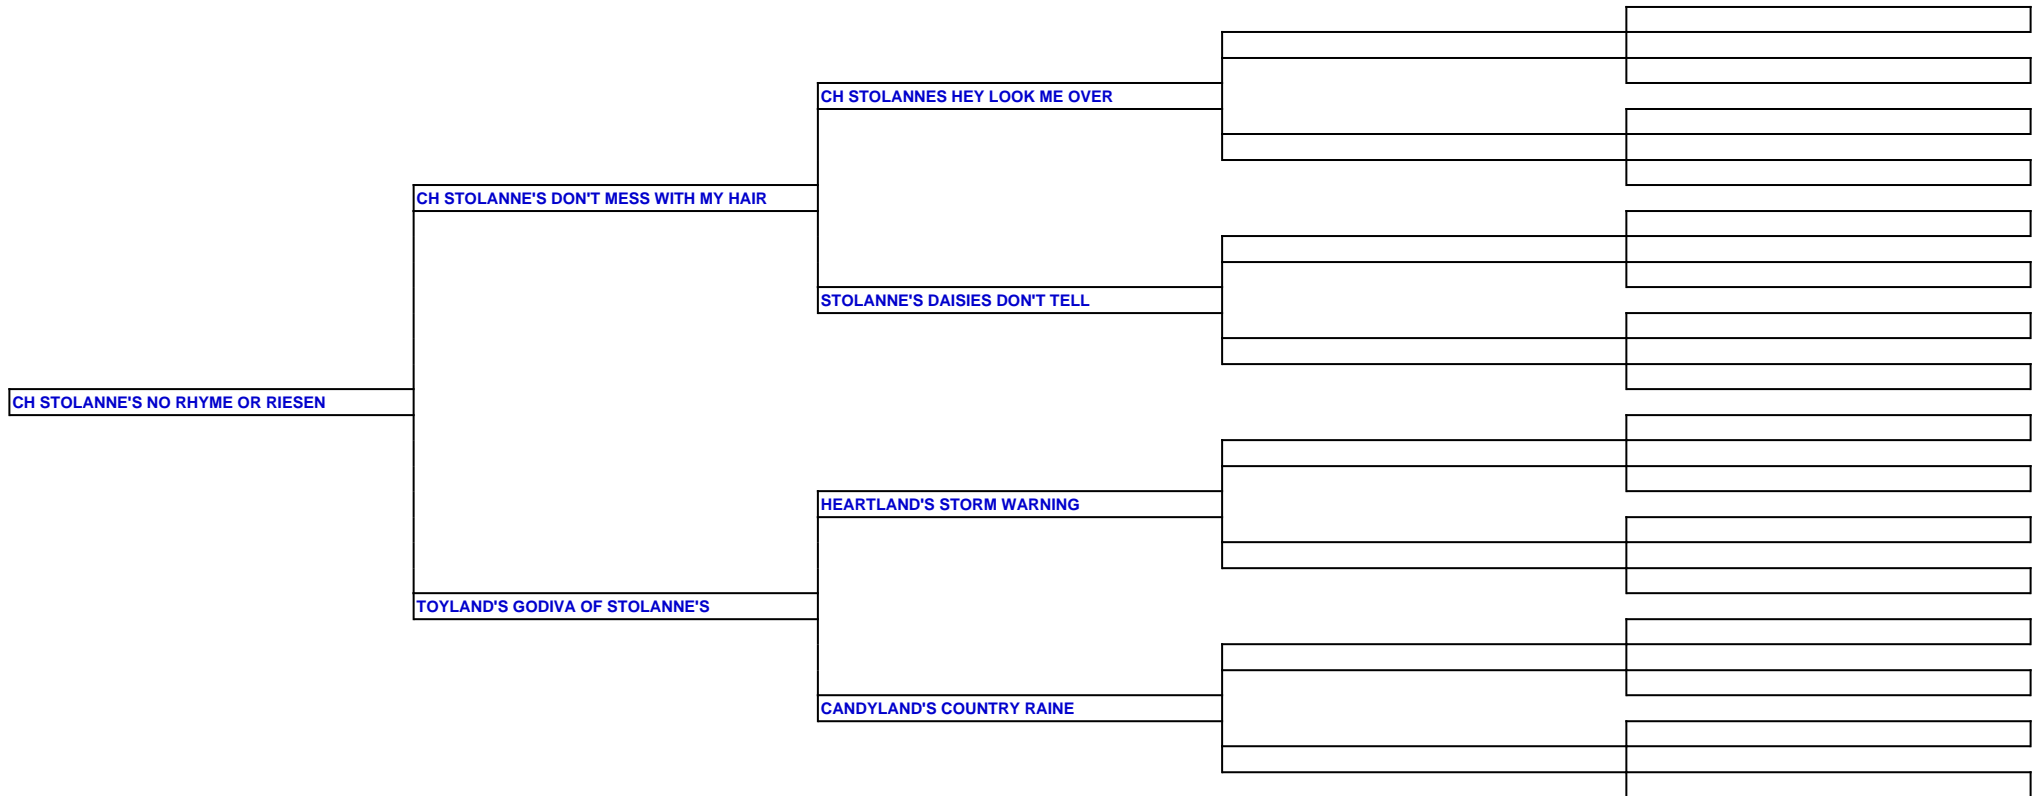 CH STOLANNES HEY LOOK ME OVER
CH STOLANNE'S DON'T MESS WITH MY HAIR
STOLANNE'S DAISIES DON'T TELL
CH STOLANNE'S NO RHYME OR RIESEN
HEARTLAND'S STORM WARNING
TOYLAND'S GODIVA OF STOLANNE'S
CANDYLAND'S COUNTRY RAINE